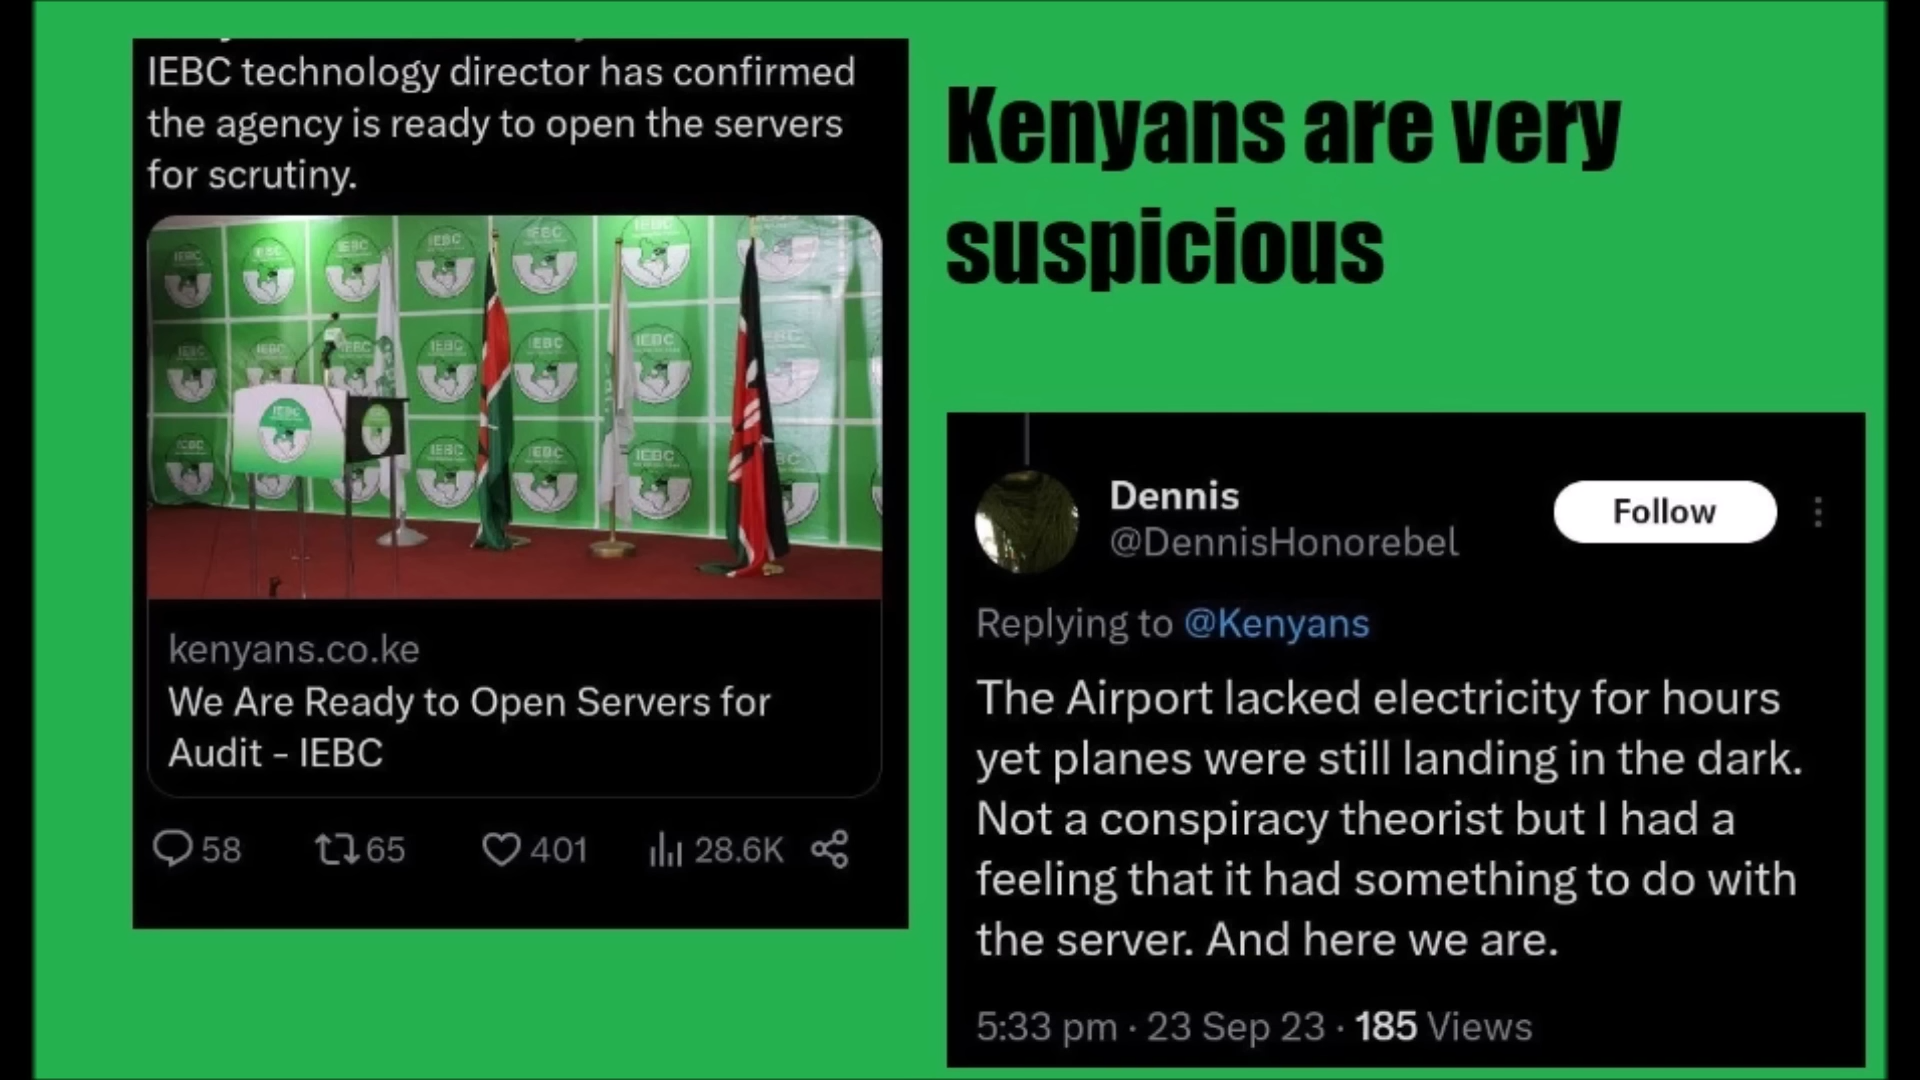 IEBC technology director has confirmed
the agency is ready to open the servers
for scrutiny.
kenyans.co.ke
We Are Ready to Open Servers for
Audit - IEBC
58 65 401 28.6K
Kenyans are very
suspicious
Dennis
@DennisHonorebel
Follow
Replying to @Kenyans
The Airport lacked electricity for hours
yet planes were still landing in the dark.
Not a conspiracy theorist but I had a
feeling that it had something to do with
the server. And here we are.
5:33 pm · 23 Sep 23 · 185 Views